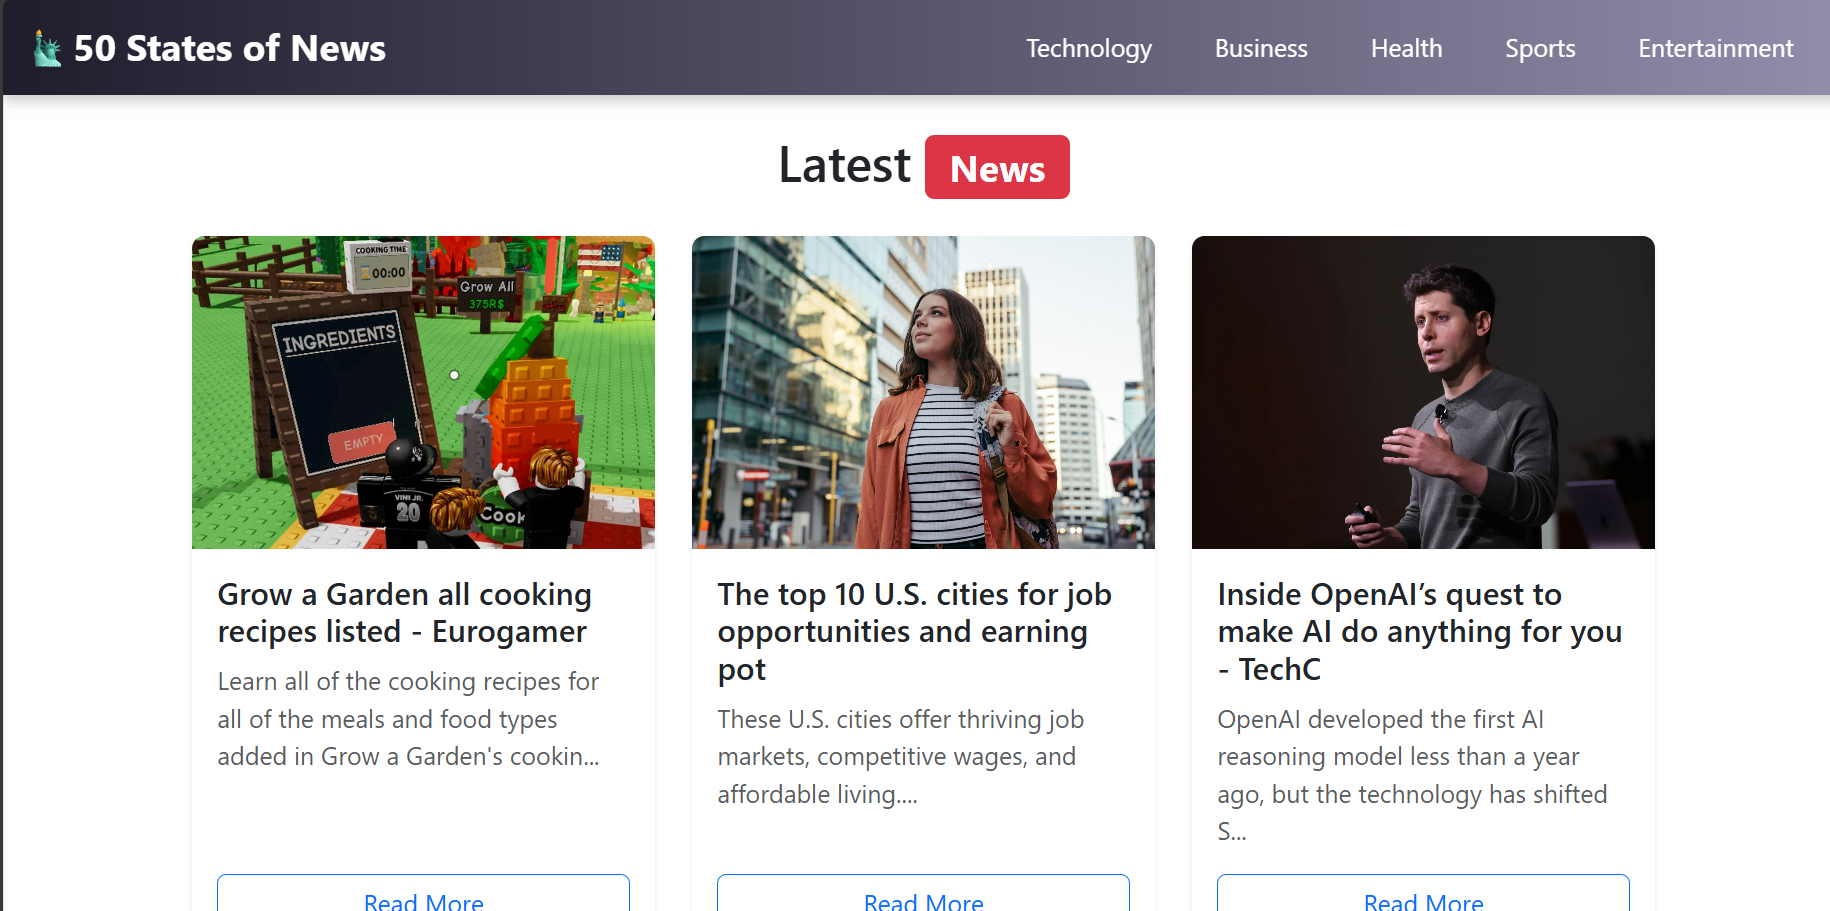 50 States of News
Technology
Business
Health
Sports
Entertainment
Latest News
COOKING TIME
00:00
Grow All
375R$
INGREDIENTS
EMPTY
VINI JR.
20
Cook
Grow a Garden all cooking
recipes listed - Eurogamer
Learn all of the cooking recipes for
all of the meals and food types
added in Grow a Garden's cookin...
Read More
The top 10 U.S. cities for job
opportunities and earning
pot
These U.S. cities offer thriving job
markets, competitive wages, and
affordable living....
Read More
Inside OpenAI’s quest to
make AI do anything for you
- TechC
OpenAI developed the first AI
reasoning model less than a year
ago, but the technology has shifted
S...
Read More